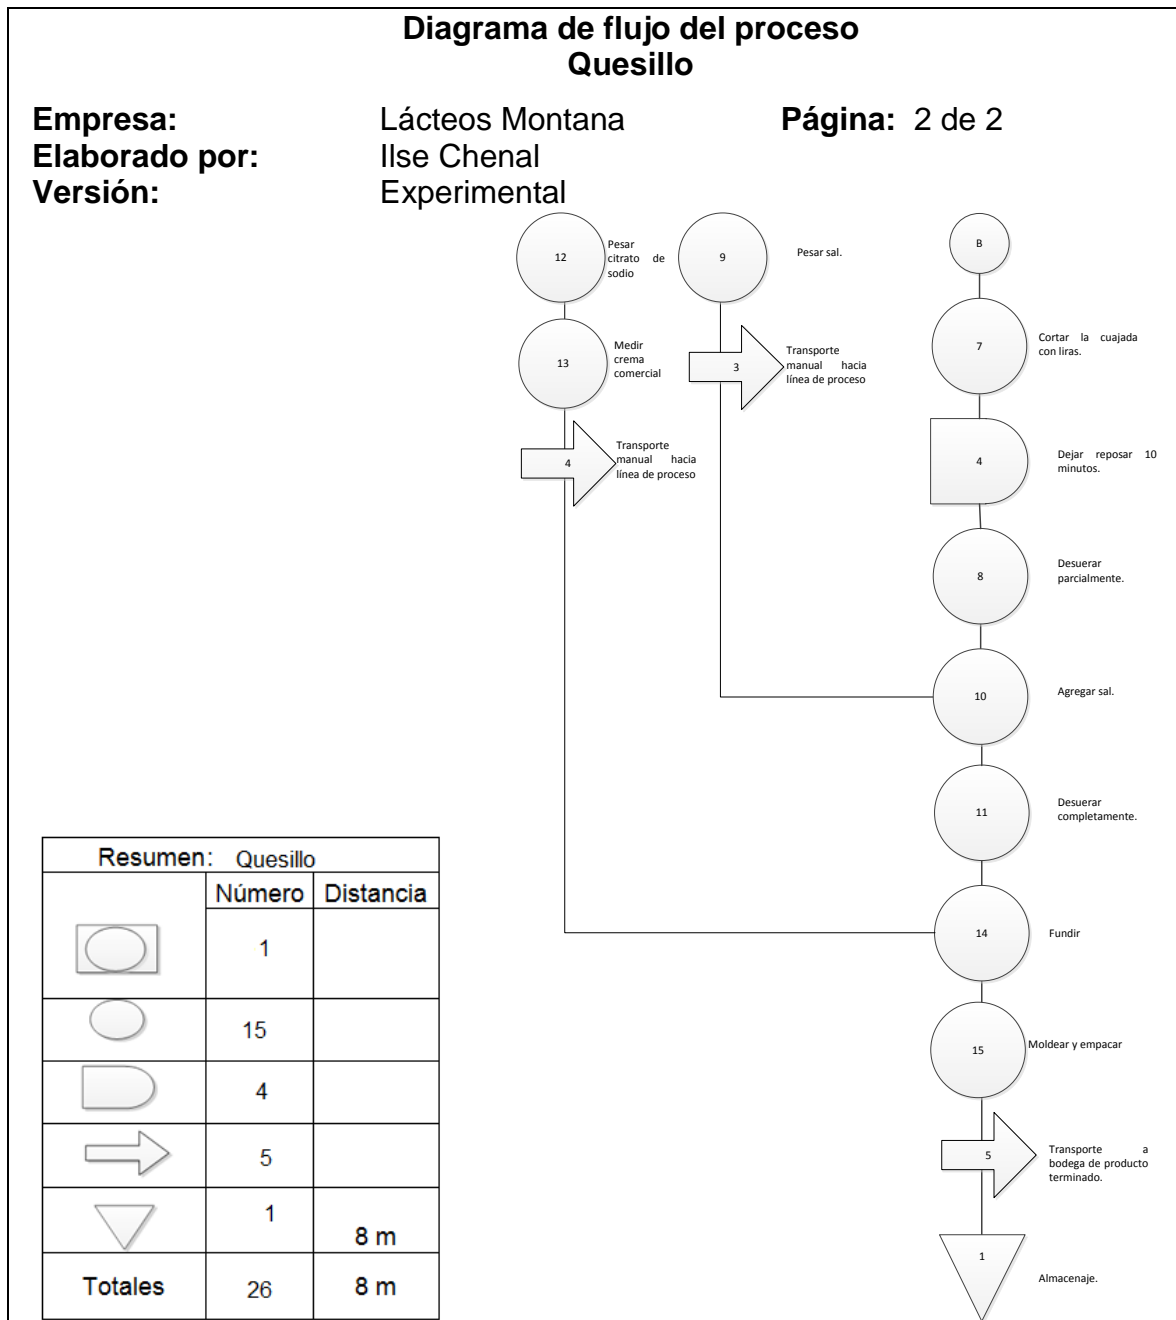 Diagrama de flujo del proceso
Quesillo
Empresa: Lácteos Montana Página: 2 de 2
Elaborado por: Ilse Chenal
Versión: Experimental
12
Pesar
citrato de
sodio
9
Pesar sal.
B
13
Medir
crema
comercial
3
Transporte
manual hacia
línea de proceso
7
Cortar la cuajada
con liras.
4
Transporte
manual hacia
línea de proceso
4
Dejar reposar 10
minutos.
8
Desuerar
parcialmente.
10
Agregar sal.
11
Desuerar
completamente.
14
Fundir
15
Moldear y empacar
5
Transporte a
bodega de producto
terminado.
1
Almacenaje.
Resumen: Quesillo
Número Distancia
1
15
4
5
1 8 m
Totales 26 8 m